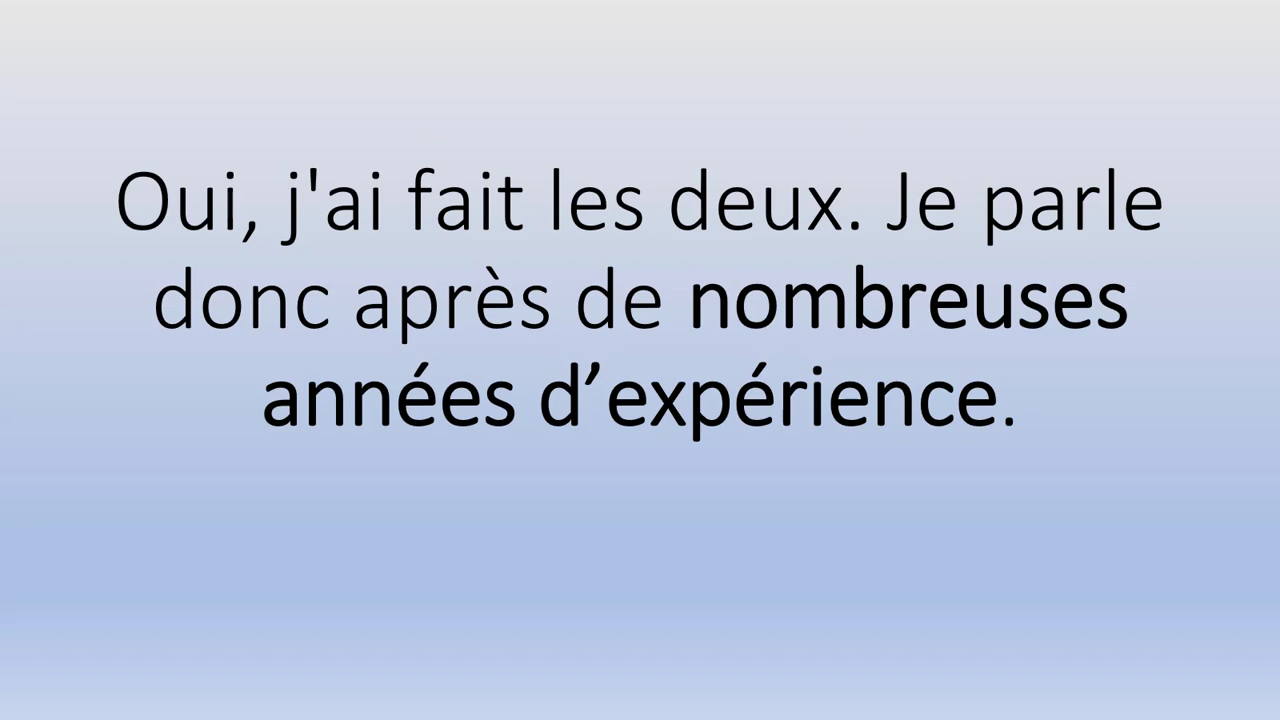 Oui, j'ai fait les deux. Je parle
donc après de nombreuses
années d’expérience.